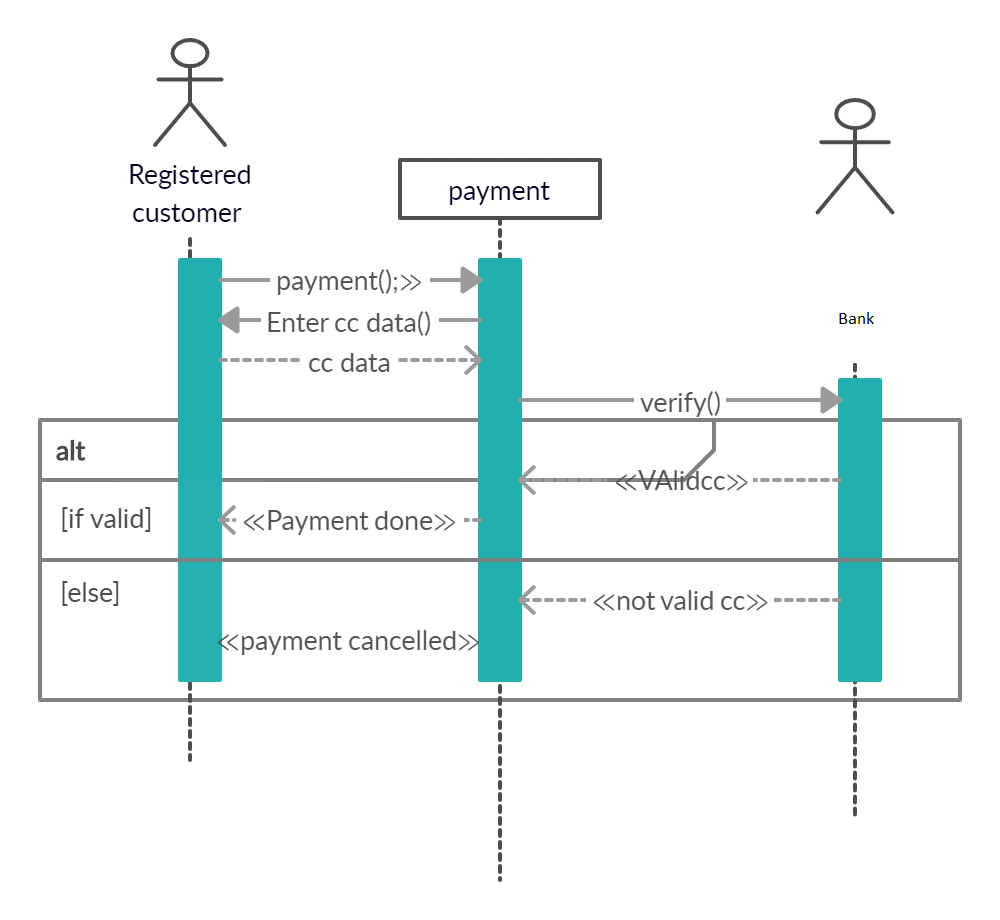 Registered
customer
payment
payment();≫
Enter cc data()
Bank
cc data
verify()
alt
≪VAlidcc≫
[if valid]
≪Payment done≫
[else]
≪not valid cc≫
≪payment cancelled≫